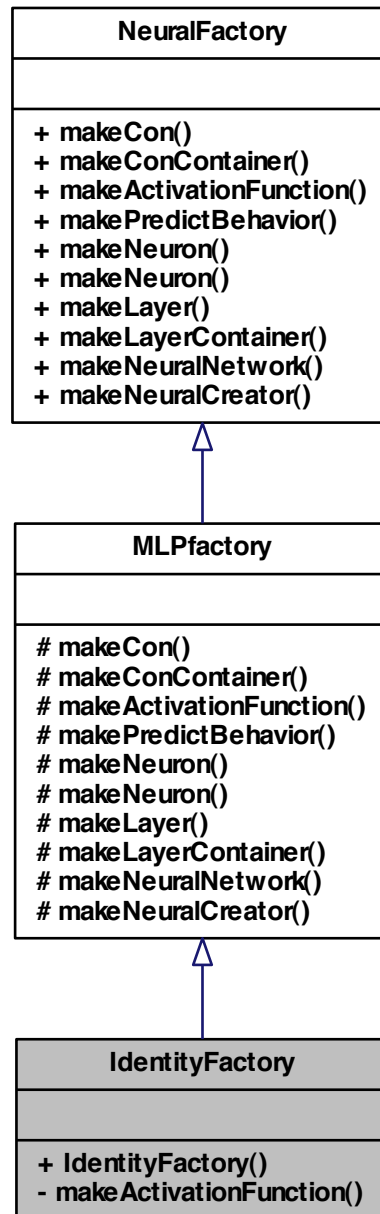 NeuralFactory
+ makeCon()
+ makeConContainer()
+ makeActivationFunction()
+ makePredictBehavior()
+ makeNeuron()
+ makeNeuron()
+ makeLayer()
+ makeLayerContainer()
+ makeNeuralNetwork()
+ makeNeuralCreator()
MLPfactory
# makeCon()
# makeConContainer()
# makeActivationFunction()
# makePredictBehavior()
# makeNeuron()
# makeNeuron()
# makeLayer()
# makeLayerContainer()
# makeNeuralNetwork()
# makeNeuralCreator()
IdentityFactory
+ IdentityFactory()
- makeActivationFunction()